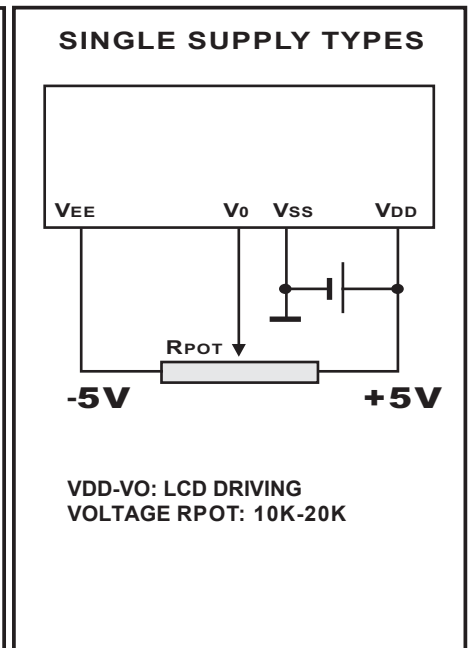 SINGLE SUPPLY TYPES
VEE V0 VSS VDD
RPOT
-5V +5V
VDD-VO: LCD DRIVING
VOLTAGE RPOT: 10K-20K